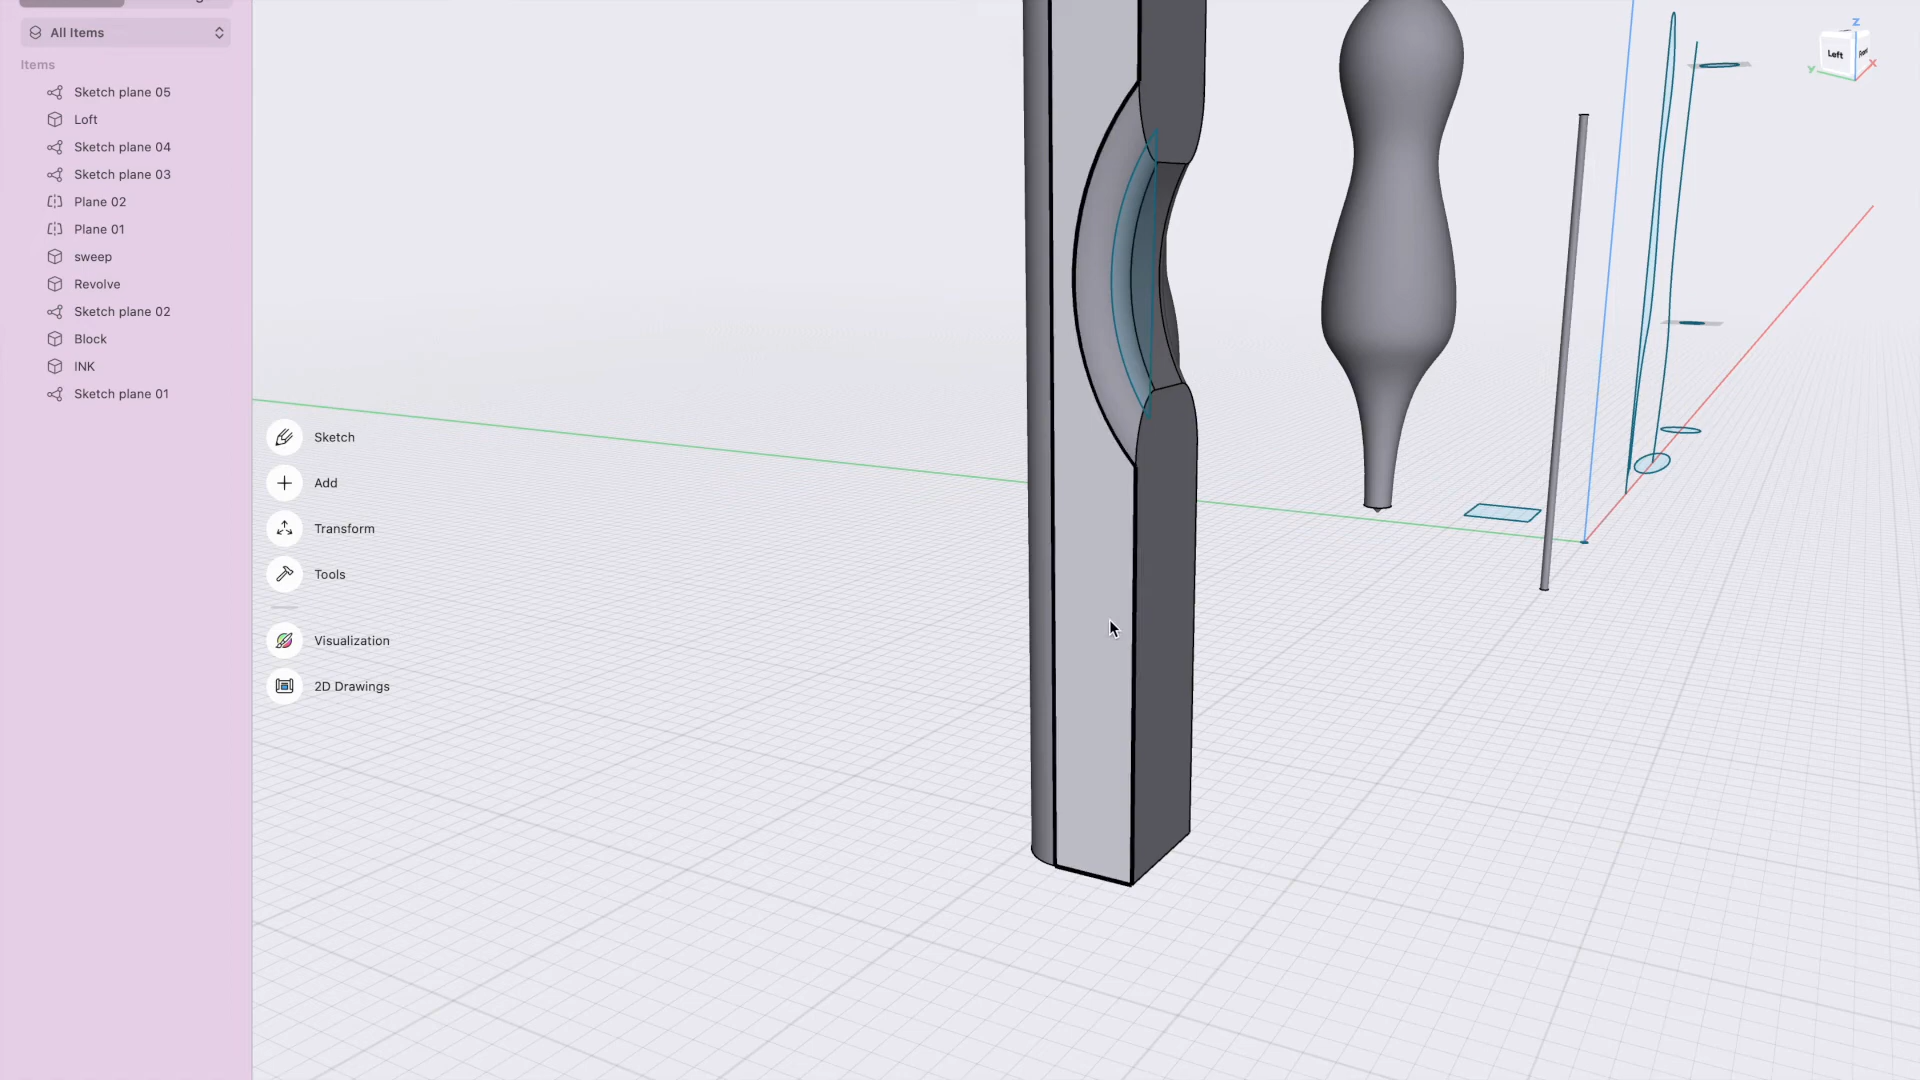 All Items
Items
Sketch plane 05
Loft
Sketch plane 04
Sketch plane 03
Plane 02
Plane 01
sweep
Revolve
Sketch plane 02
Block
INK
Sketch plane 01
Sketch
Add
Transform
Tools
Visualization
2D Drawings
Z
Left
Y
X